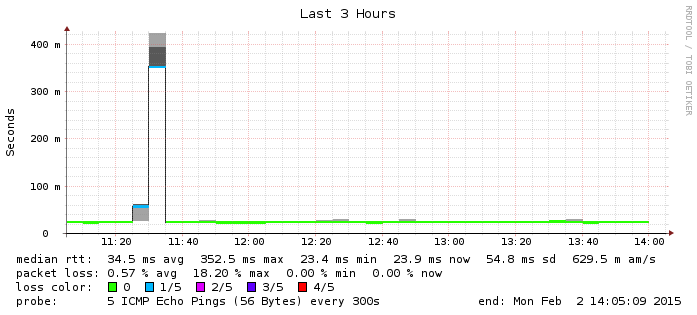 Last 3 Hours
RRDTOOL / TOBI OETIKER
Seconds
400 m
300 m
200 m
100 m
0
11:20 11:40 12:00 12:20 12:40 13:00 13:20 13:40 14:00
median rtt: 34.5 ms avg 352.5 ms max 23.4 ms min 23.9 ms now 54.8 ms sd 629.5 m am/s
packet loss: 0.57 % avg 18.20 % max 0.00 % min 0.00 % now
loss color: 0 1/5 2/5 3/5 4/5
probe: 5 ICMP Echo Pings (56 Bytes) every 300s end: Mon Feb 2 14:05:09 2015